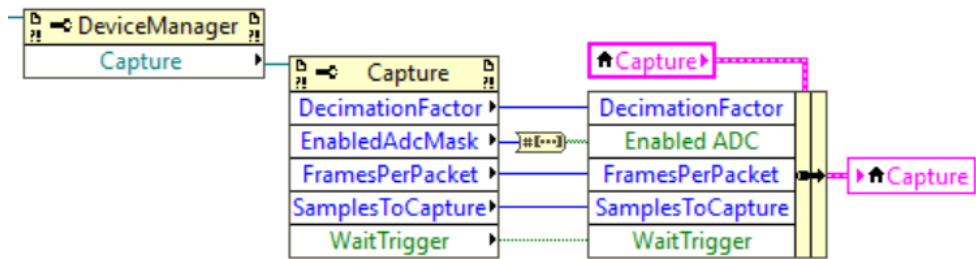 DeviceManager
Capture
Capture
DecimationFactor
EnabledAdcMask
FramesPerPacket
SamplesToCapture
WaitTrigger
#[...]
Capture
DecimationFactor
Enabled ADC
FramesPerPacket
SamplesToCapture
WaitTrigger
Capture